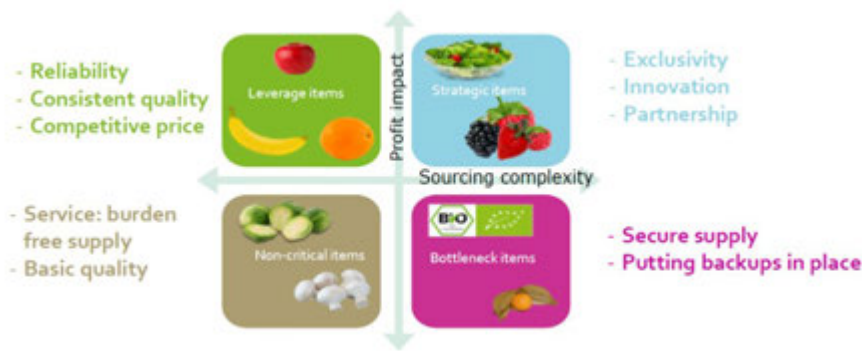 - Reliability
- Consistent quality
- Competitive price
Leverage items
Profit impact
Strategic items
- Exclusivity
- Innovation
- Partnership
Sourcing complexity
- Service: burden
free supply
- Basic quality
Non-critical items
BIO
Bottleneck items
- Secure supply
- Putting backups in place